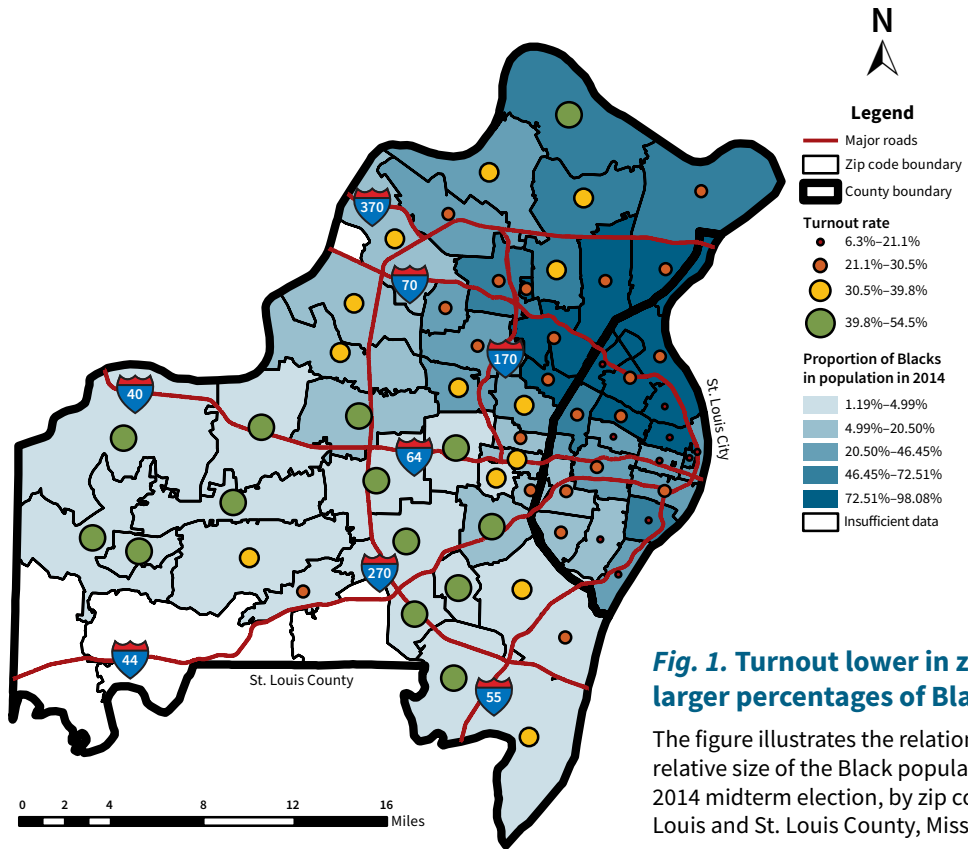 N
Legend
Major roads
Zip code boundary
County boundary
Turnout rate
6.3%–21.1%
21.1%–30.5%
30.5%–39.8%
39.8%–54.5%
Proportion of Blacks
in population in 2014
1.19%–4.99%
4.99%–20.50%
20.50%–46.45%
46.45%–72.51%
72.51%–98.08%
Insufficient data
370
70
170
40
64
270
44
55
St. Louis City
St. Louis County
0 2 4 8 12 16
Miles
Fig. 1. Turnout lower in z
larger percentages of Bla
The figure illustrates the relation
relative size of the Black popula
2014 midterm election, by zip co
Louis and St. Louis County, Miss